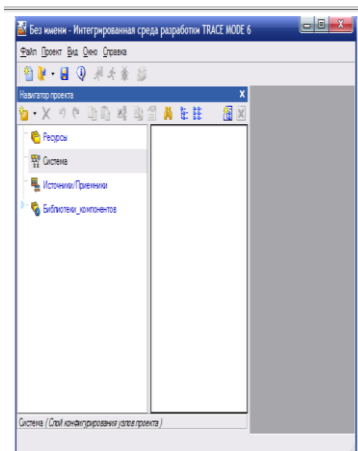 Без имени - Интегрированная среда разработки TRACE MODE 6
Файл Проект Вид Окно Справка
Навигатор проекта
Ресурсы
Система
Источники/Приемники
Библиотеки_компонентов
Система (Слой конфигурирования узлов проекта)